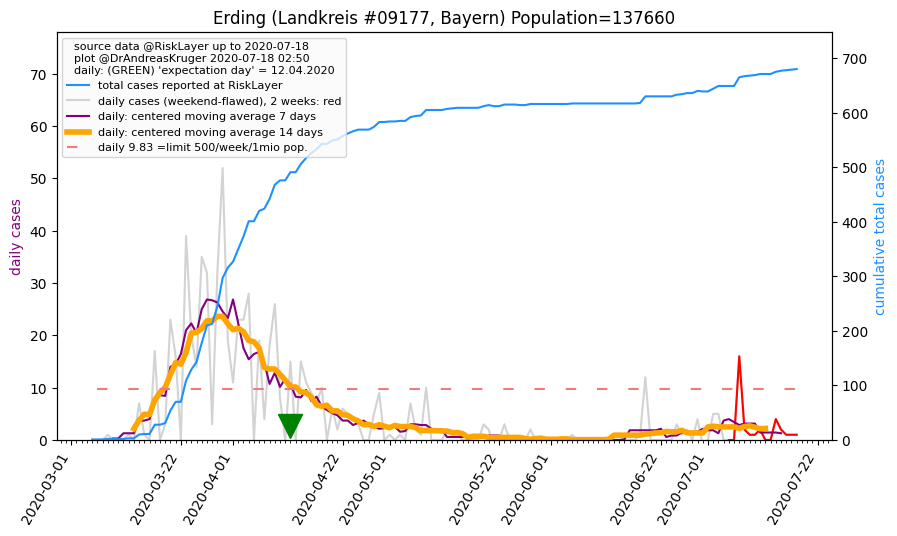 Erding (Landkreis #09177, Bayern) Population=137660
source data @RiskLayer up to 2020-07-18
plot @DrAndreasKruger 2020-07-18 02:50
daily: (GREEN) 'expectation day' = 12.04.2020
total cases reported at RiskLayer
daily cases (weekend-flawed), 2 weeks: red
daily: centered moving average 7 days
daily: centered moving average 14 days
daily 9.83 =limit 500/week/1mio pop.
daily cases
70
60
50
40
30
20
10
0
cumulative total cases
700
600
500
400
300
200
100
0
2020-03-01
2020-03-22
2020-04-01
2020-04-22
2020-05-01
2020-05-22
2020-06-01
2020-06-22
2020-07-01
2020-07-22